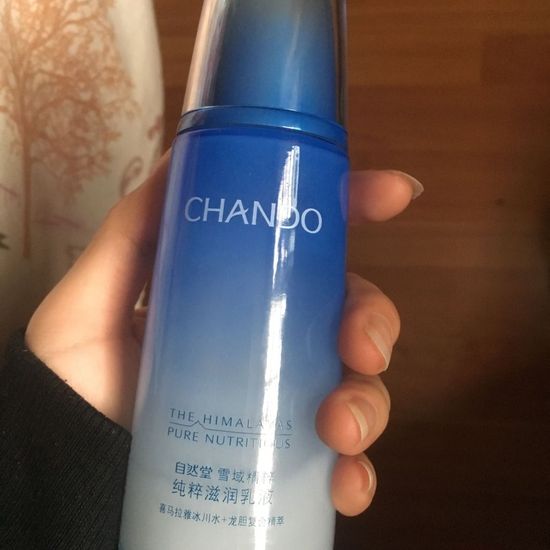 CHANDO
THE HIMALAYAS
PURE NUTRITIOUS
自然堂 雪域精粹
纯粹滋润乳液
喜马拉雅冰川水+龙胆复合精萃